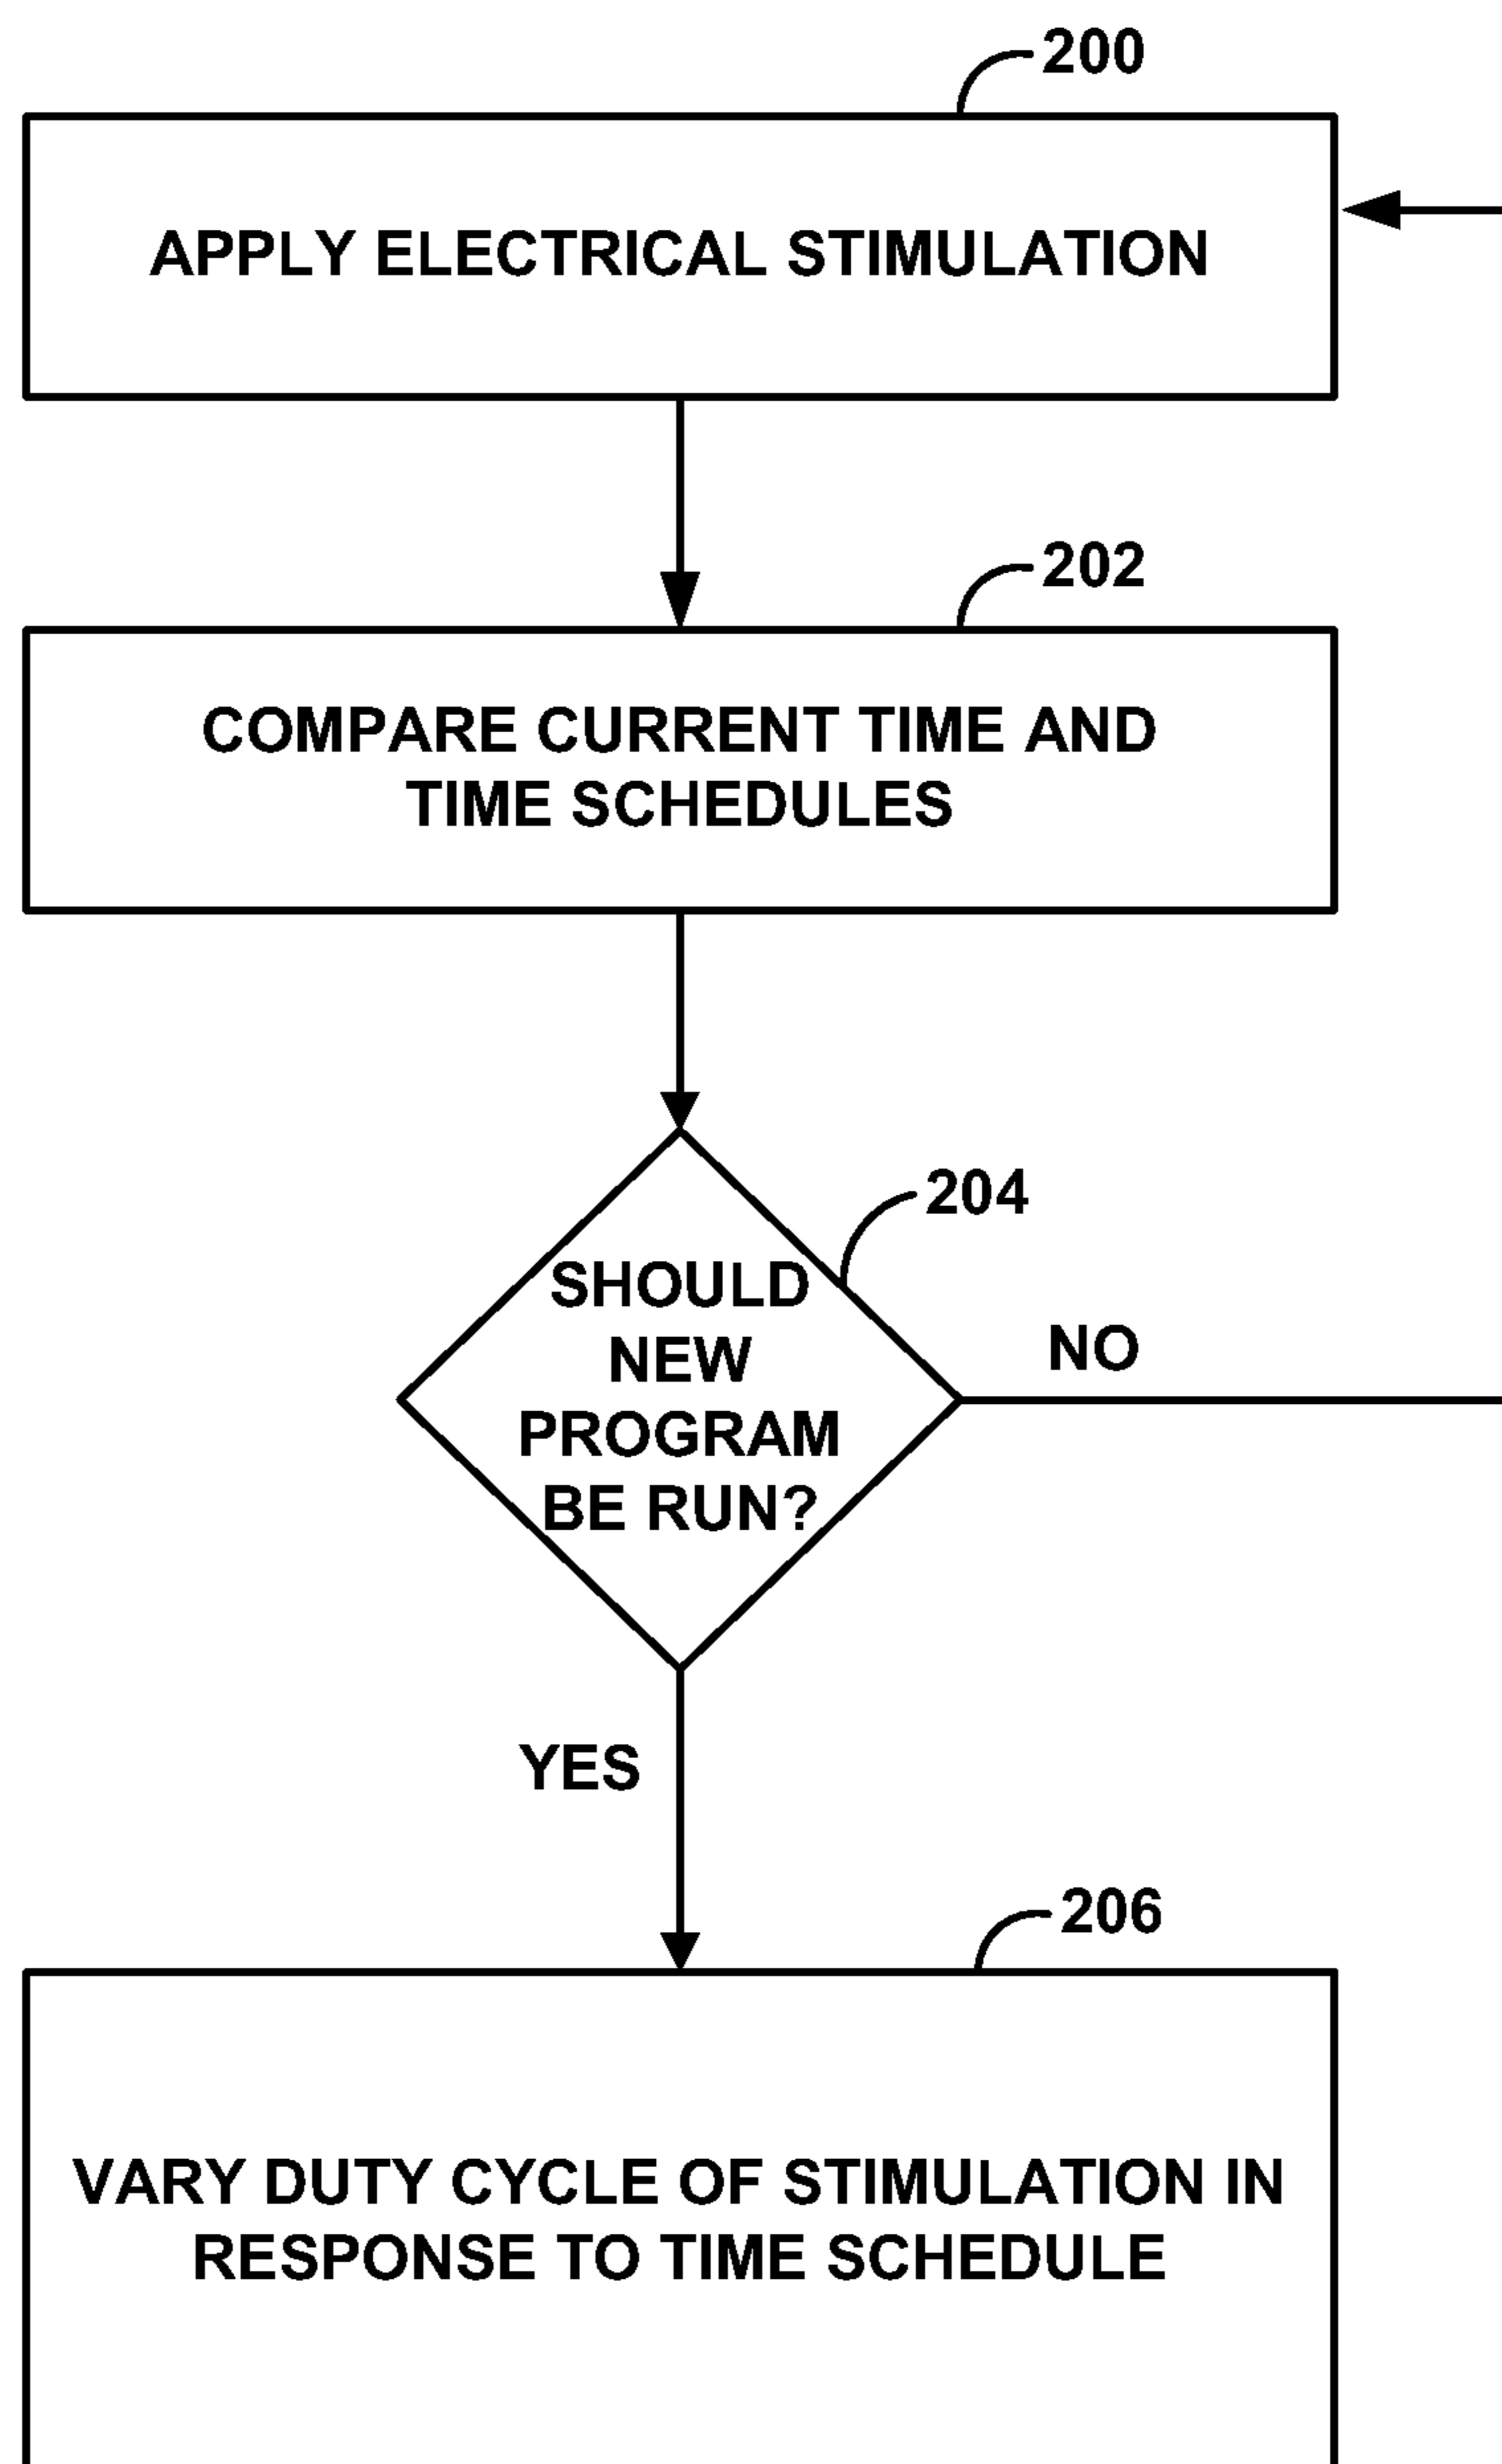 200
APPLY ELECTRICAL STIMULATION
202
COMPARE CURRENT TIME AND
TIME SCHEDULES
204
SHOULD
NEW
PROGRAM
BE RUN?
NO
YES
206
VARY DUTY CYCLE OF STIMULATION IN
RESPONSE TO TIME SCHEDULE